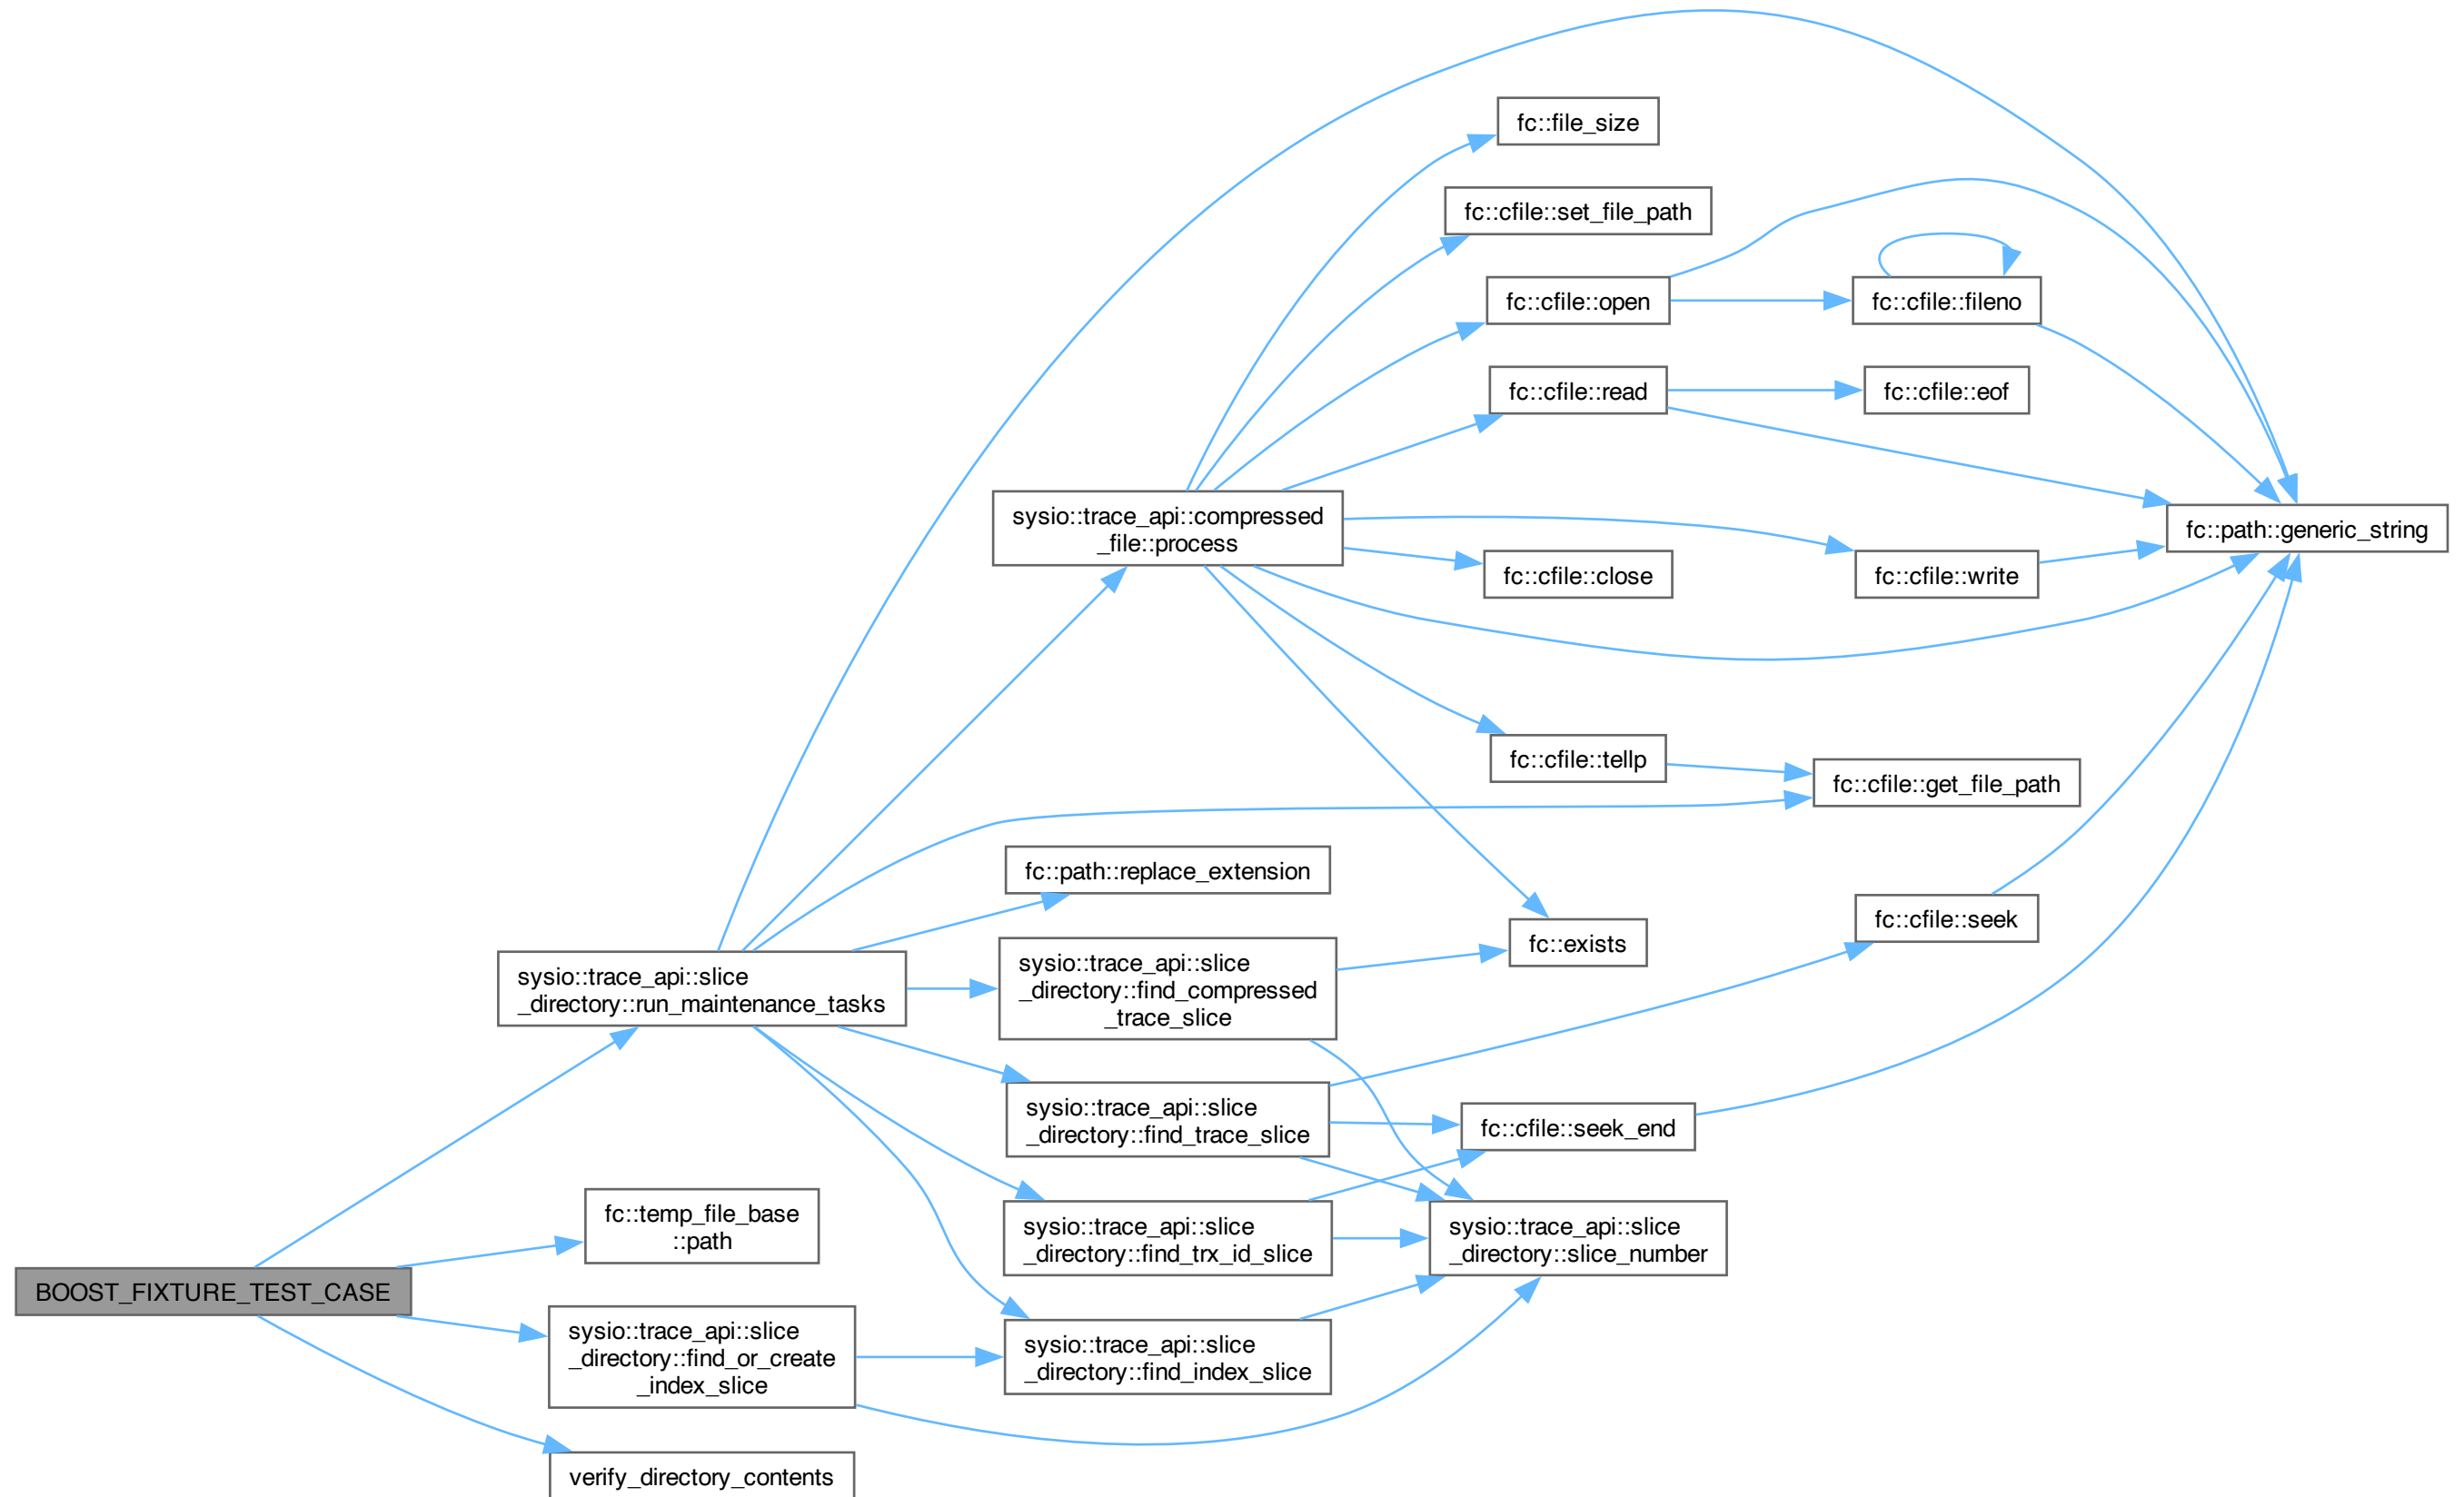 fc::file_size
fc::cfile::set_file_path
fc::cfile::open
fc::cfile::fileno
fc::cfile::read
fc::cfile::eof
sysio::trace_api::compressed
_file::process
fc::path::generic_string
fc::cfile::close
fc::cfile::write
fc::cfile::tellp
fc::cfile::get_file_path
fc::path::replace_extension
fc::cfile::seek
fc::exists
sysio::trace_api::slice
_directory::run_maintenance_tasks
sysio::trace_api::slice
_directory::find_compressed
_trace_slice
sysio::trace_api::slice
_directory::find_trace_slice
fc::cfile::seek_end
fc::temp_file_base
::path
sysio::trace_api::slice
_directory::find_trx_id_slice
sysio::trace_api::slice
_directory::slice_number
BOOST_FIXTURE_TEST_CASE
sysio::trace_api::slice
_directory::find_or_create
_index_slice
sysio::trace_api::slice
_directory::find_index_slice
verify_directory_contents